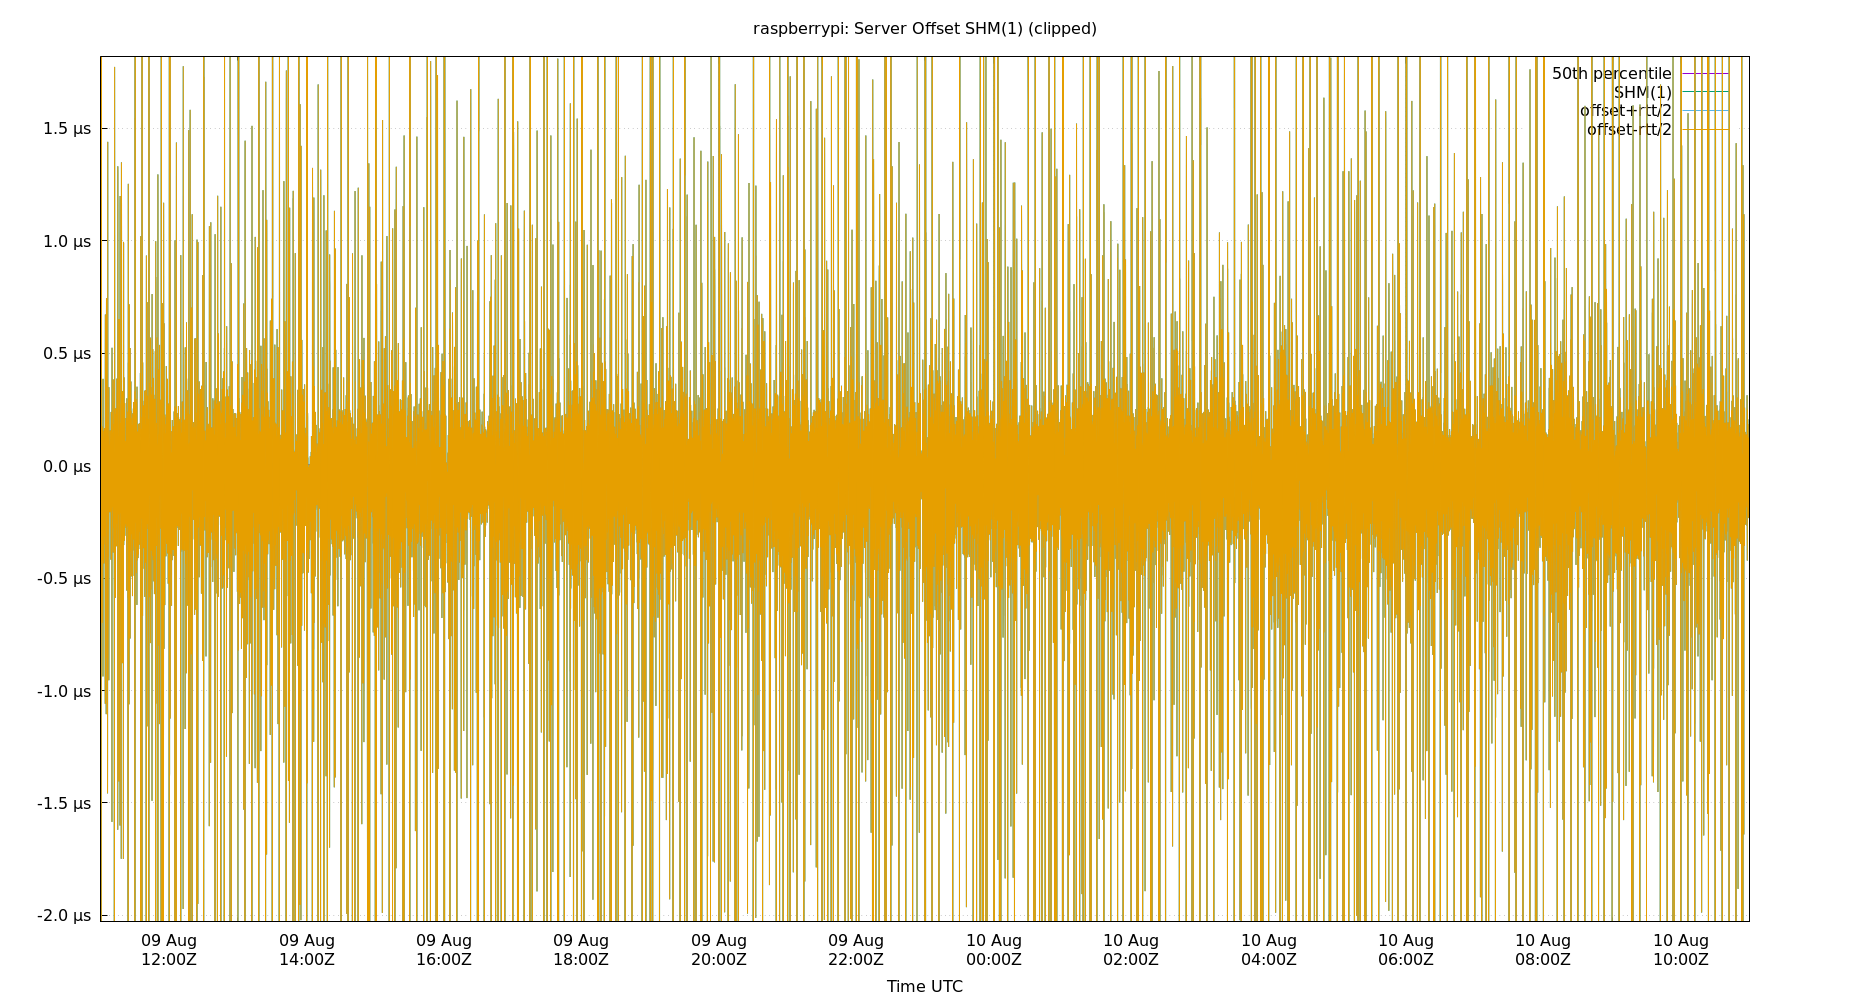 raspberrypi: Server Offset SHM(1) (clipped)
50th percentile
SHM(1)
offset+rtt/2
offset-rtt/2
1.5 µs
1.0 µs
0.5 µs
0.0 µs
-0.5 µs
-1.0 µs
-1.5 µs
-2.0 µs
09 Aug 09 Aug 09 Aug 09 Aug 09 Aug 09 Aug 10 Aug 10 Aug 10 Aug 10 Aug 10 Aug 10 Aug
12:00Z 14:00Z 16:00Z 18:00Z 20:00Z 22:00Z 00:00Z 02:00Z 04:00Z 06:00Z 08:00Z 10:00Z
Time UTC